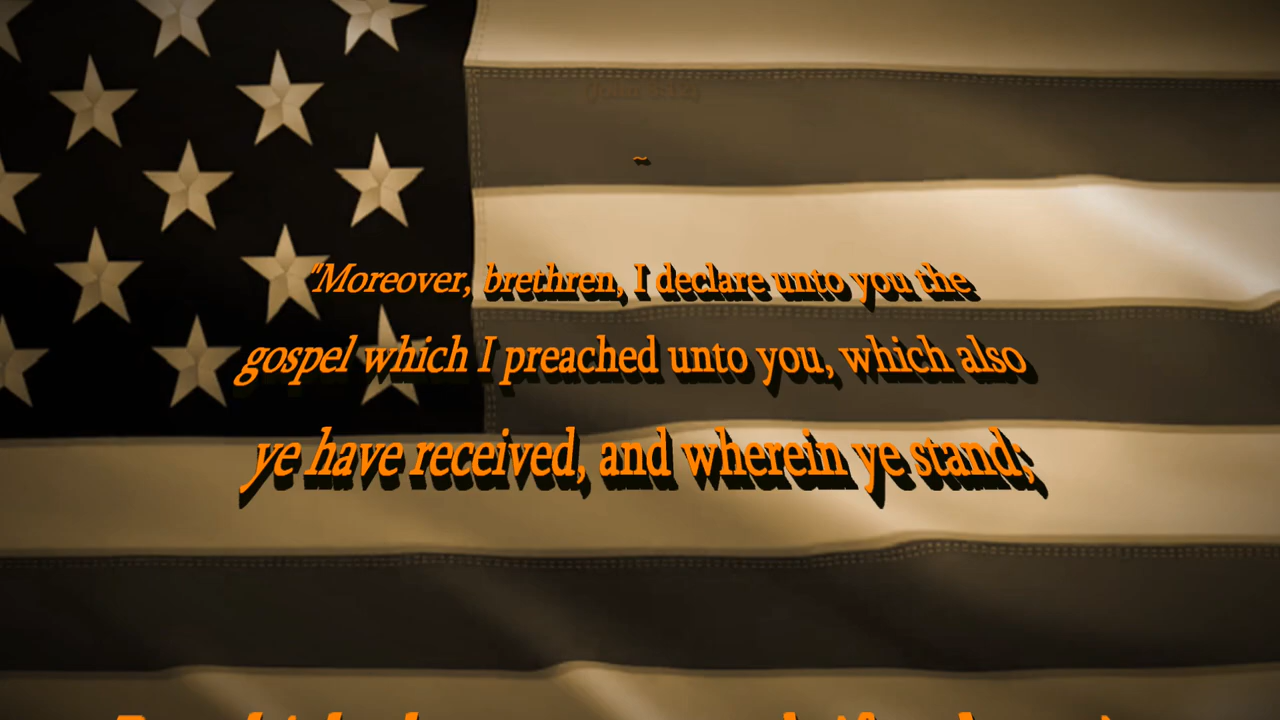 ~
"Moreover, brethren, I declare unto you the
gospel which I preached unto you, which also
ye have received, and wherein ye stand;